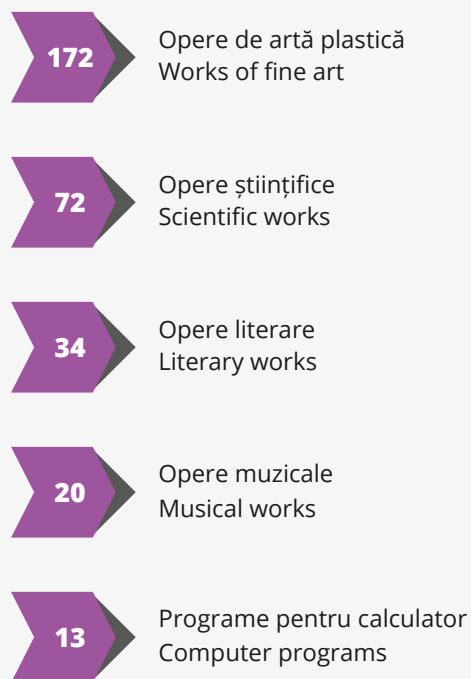 172
Opere de artă plastică
Works of fine art
72
Opere științifice
Scientific works
34
Opere literare
Literary works
20
Opere muzicale
Musical works
13
Programe pentru calculator
Computer programs